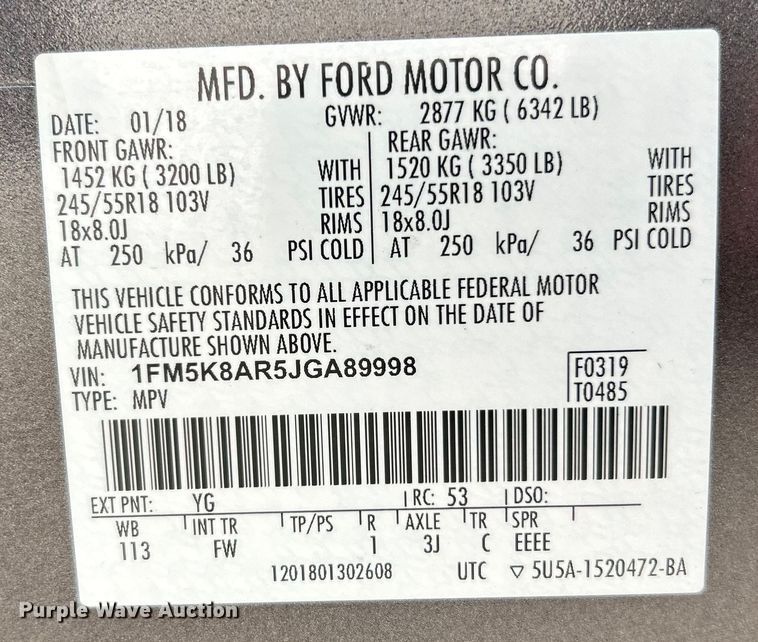 MFD. BY FORD MOTOR CO.
DATE: 01/18 GVWR: 2877 KG ( 6342 LB)
FRONT GAWR: REAR GAWR:
1452 KG ( 3200 LB) WITH 1520 KG ( 3350 LB) WITH
245/55R18 103V TIRES 245/55R18 103V TIRES
18x8.0J RIMS 18x8.0J RIMS
AT 250 kPa/ 36 PSI COLD AT 250 kPa/ 36 PSI COLD
THIS VEHICLE CONFORMS TO ALL APPLICABLE FEDERAL MOTOR
VEHICLE SAFETY STANDARDS IN EFFECT ON THE DATE OF
MANUFACTURE SHOWN ABOVE.
VIN: 1FM5K8AR5JGA89998 F0319
TYPE: MPV T0485
EXT PNT: YG RC: 53 DSO:
WB INT TR TP/PS R AXLE TR SPR
113 FW 1 3J C EEEE
1201801302608 UTC ▽ 5U5A-1520472-BA
Purple Wave Auction